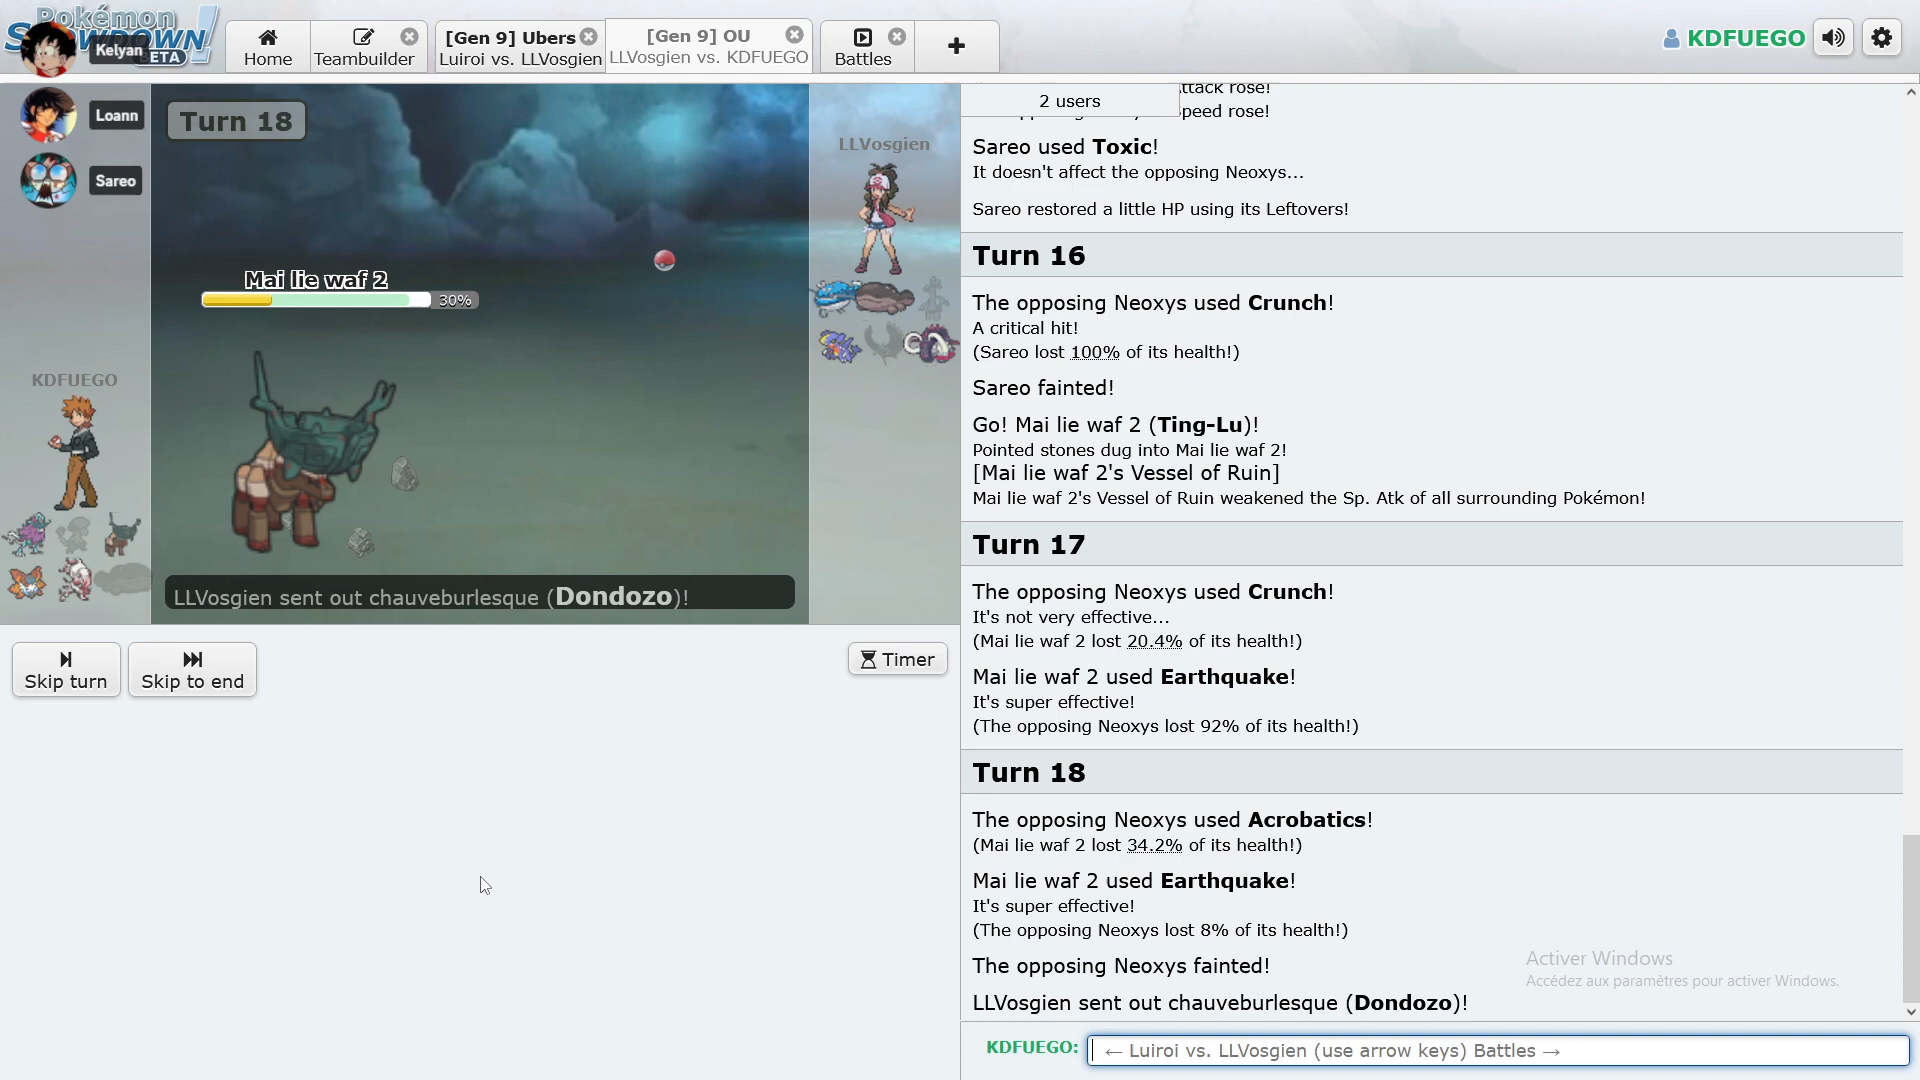 Pokémon
SHOWDOWN!
BETA
Kelyan
Loann
Sareo
Home
Teambuilder
[Gen 9] Ubers
Luiroi vs. LLVosgien
[Gen 9] OU
LLVosgien vs. KDFUEGO
Battles
KDFUEGO
Turn 18
LLVosgien
Mai lie waf 2
30%
KDFUEGO
LLVosgien sent out chauveburlesque (Dondozo)!
Skip turn
Skip to end
Timer
2 users
ttack rose!
peed rose!
Sareo used Toxic!
It doesn't affect the opposing Neoxys...
Sareo restored a little HP using its Leftovers!
Turn 16
The opposing Neoxys used Crunch!
A critical hit!
(Sareo lost 100% of its health!)
Sareo fainted!
Go! Mai lie waf 2 (Ting-Lu)!
Pointed stones dug into Mai lie waf 2!
[Mai lie waf 2's Vessel of Ruin]
Mai lie waf 2's Vessel of Ruin weakened the Sp. Atk of all surrounding Pokémon!
Turn 17
The opposing Neoxys used Crunch!
It's not very effective...
(Mai lie waf 2 lost 20.4% of its health!)
Mai lie waf 2 used Earthquake!
It's super effective!
(The opposing Neoxys lost 92% of its health!)
Turn 18
The opposing Neoxys used Acrobatics!
(Mai lie waf 2 lost 34.2% of its health!)
Mai lie waf 2 used Earthquake!
It's super effective!
(The opposing Neoxys lost 8% of its health!)
The opposing Neoxys fainted!
LLVosgien sent out chauveburlesque (Dondozo)!
Activer Windows
Accédez aux paramètres pour activer Windows.
KDFUEGO:
← Luiroi vs. LLVosgien (use arrow keys) Battles →